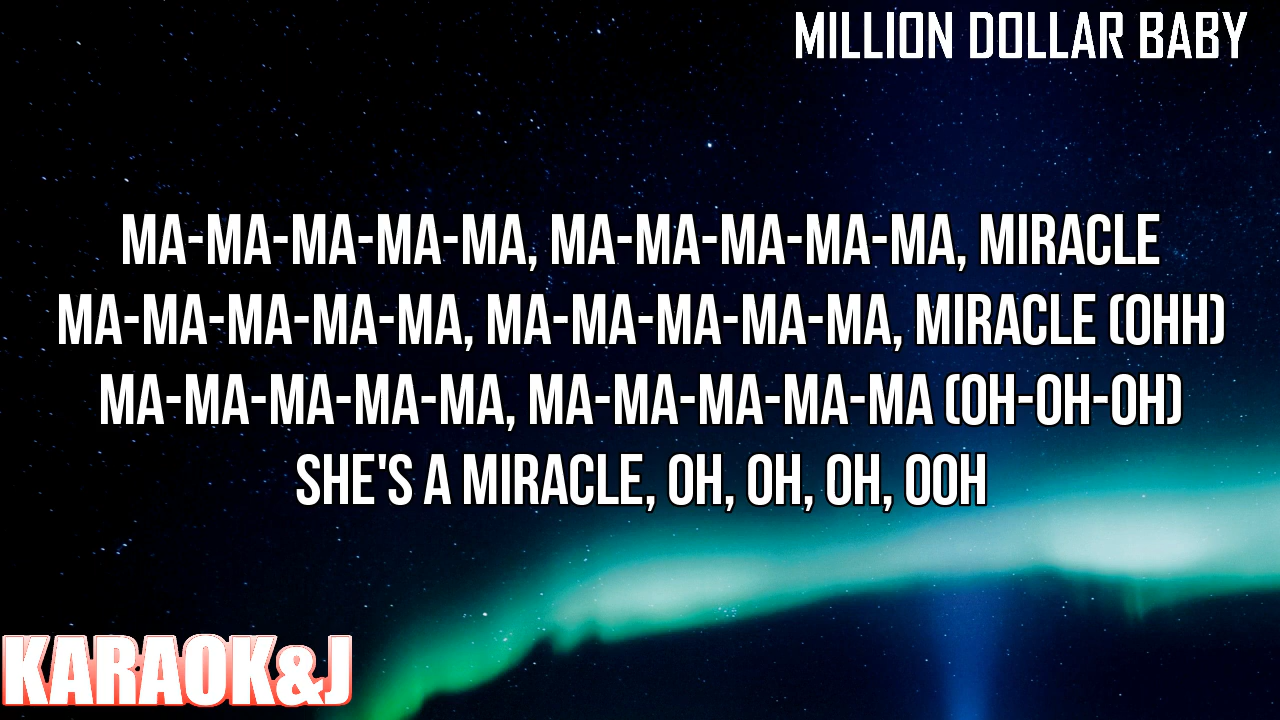 MILLION DOLLAR BABY
MA-MA-MA-MA-MA, MA-MA-MA-MA-MA, MIRACLE
MA-MA-MA-MA-MA, MA-MA-MA-MA-MA, MIRACLE (OHH)
MA-MA-MA-MA-MA, MA-MA-MA-MA-MA (OH-OH-OH)
SHE'S A MIRACLE, OH, OH, OH, OOH
KARAOK&J